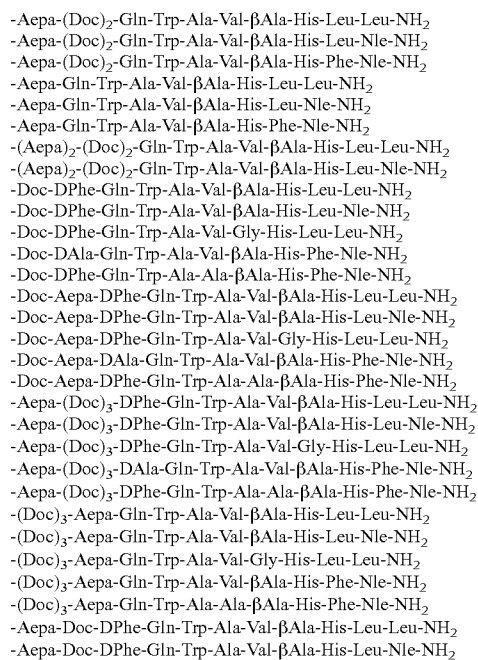 -Aepa-(Doc)₂-Gln-Trp-Ala-Val-βAla-His-Leu-Leu-NH₂
-Aepa-(Doc)₂-Gln-Trp-Ala-Val-βAla-His-Leu-Nle-NH₂
-Aepa-(Doc)₂-Gln-Trp-Ala-Val-βAla-His-Phe-Nle-NH₂
-Aepa-Gln-Trp-Ala-Val-βAla-His-Leu-Leu-NH₂
-Aepa-Gln-Trp-Ala-Val-βAla-His-Leu-Nle-NH₂
-Aepa-Gln-Trp-Ala-Val-βAla-His-Phe-Nle-NH₂
-(Aepa)₂-(Doc)₂-Gln-Trp-Ala-Val-βAla-His-Leu-Leu-NH₂
-(Aepa)₂-(Doc)₂-Gln-Trp-Ala-Val-βAla-His-Leu-Nle-NH₂
-Doc-DPhe-Gln-Trp-Ala-Val-βAla-His-Leu-Leu-NH₂
-Doc-DPhe-Gln-Trp-Ala-Val-βAla-His-Leu-Nle-NH₂
-Doc-DPhe-Gln-Trp-Ala-Val-Gly-His-Leu-Leu-NH₂
-Doc-DAla-Gln-Trp-Ala-Val-βAla-His-Phe-Nle-NH₂
-Doc-DPhe-Gln-Trp-Ala-Ala-βAla-His-Phe-Nle-NH₂
-Doc-Aepa-DPhe-Gln-Trp-Ala-Val-βAla-His-Leu-Leu-NH₂
-Doc-Aepa-DPhe-Gln-Trp-Ala-Val-βAla-His-Leu-Nle-NH₂
-Doc-Aepa-DPhe-Gln-Trp-Ala-Val-Gly-His-Leu-Leu-NH₂
-Doc-Aepa-DAla-Gln-Trp-Ala-Val-βAla-His-Phe-Nle-NH₂
-Doc-Aepa-DPhe-Gln-Trp-Ala-Ala-βAla-His-Phe-Nle-NH₂
-Aepa-(Doc)₃-DPhe-Gln-Trp-Ala-Val-βAla-His-Leu-Leu-NH₂
-Aepa-(Doc)₃-DPhe-Gln-Trp-Ala-Val-βAla-His-Leu-Nle-NH₂
-Aepa-(Doc)₃-DPhe-Gln-Trp-Ala-Val-Gly-His-Leu-Leu-NH₂
-Aepa-(Doc)₃-DAla-Gln-Trp-Ala-Val-βAla-His-Phe-Nle-NH₂
-Aepa-(Doc)₃-DPhe-Gln-Trp-Ala-Ala-βAla-His-Phe-Nle-NH₂
-(Doc)₃-Aepa-Gln-Trp-Ala-Val-βAla-His-Leu-Leu-NH₂
-(Doc)₃-Aepa-Gln-Trp-Ala-Val-βAla-His-Leu-Nle-NH₂
-(Doc)₃-Aepa-Gln-Trp-Ala-Val-Gly-His-Leu-Leu-NH₂
-(Doc)₃-Aepa-Gln-Trp-Ala-Val-βAla-His-Phe-Nle-NH₂
-(Doc)₃-Aepa-Gln-Trp-Ala-Ala-βAla-His-Phe-Nle-NH₂
-Aepa-Doc-DPhe-Gln-Trp-Ala-Val-βAla-His-Leu-Leu-NH₂
-Aepa-Doc-DPhe-Gln-Trp-Ala-Val-βAla-His-Leu-Nle-NH₂